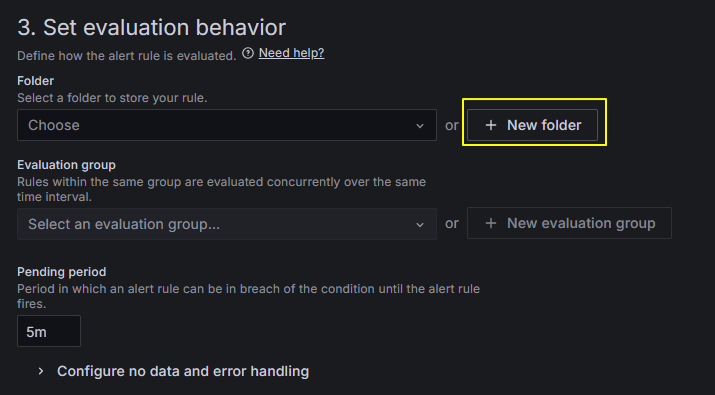 3. Set evaluation behavior
Define how the alert rule is evaluated. Need help?
Folder
Select a folder to store your rule.
Choose or + New folder
Evaluation group
Rules within the same group are evaluated concurrently over the same
time interval.
Select an evaluation group... or + New evaluation group
Pending period
Period in which an alert rule can be in breach of the condition until the alert rule
fires.
5m
Configure no data and error handling